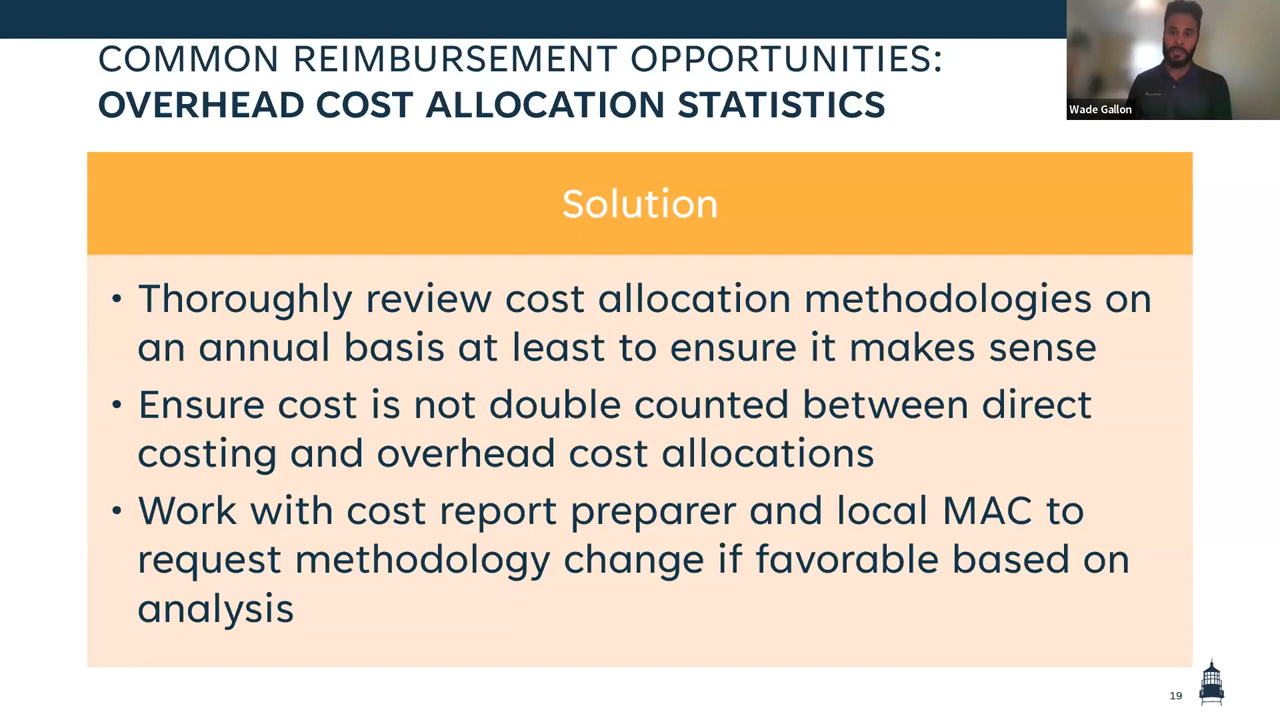 COMMON REIMBURSEMENT OPPORTUNITIES:
OVERHEAD COST ALLOCATION STATISTICS
Wade Gallon
Solution
• Thoroughly review cost allocation methodologies on
an annual basis at least to ensure it makes sense
• Ensure cost is not double counted between direct
costing and overhead cost allocations
• Work with cost report preparer and local MAC to
request methodology change if favorable based on
analysis
19